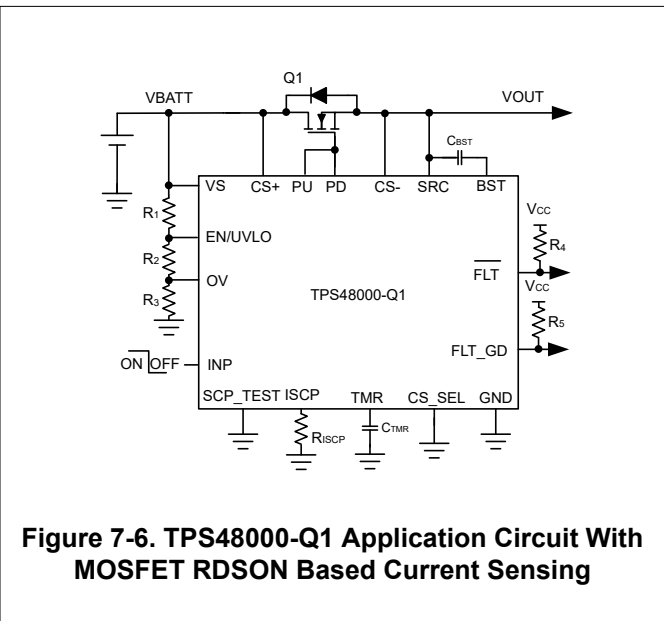 Q1
VBATT
VOUT
CBST
VS
CS+
PU
PD
CS-
SRC
BST
R1
EN/UVLO
R2
OV
R3
TPS48000-Q1
VCC
R4
FLT
VCC
R5
FLT_GD
ON OFF
INP
SCP_TEST
ISCP
TMR
CS_SEL
GND
RISCP
CTMR
Figure 7-6. TPS48000-Q1 Application Circuit With
MOSFET RDSON Based Current Sensing